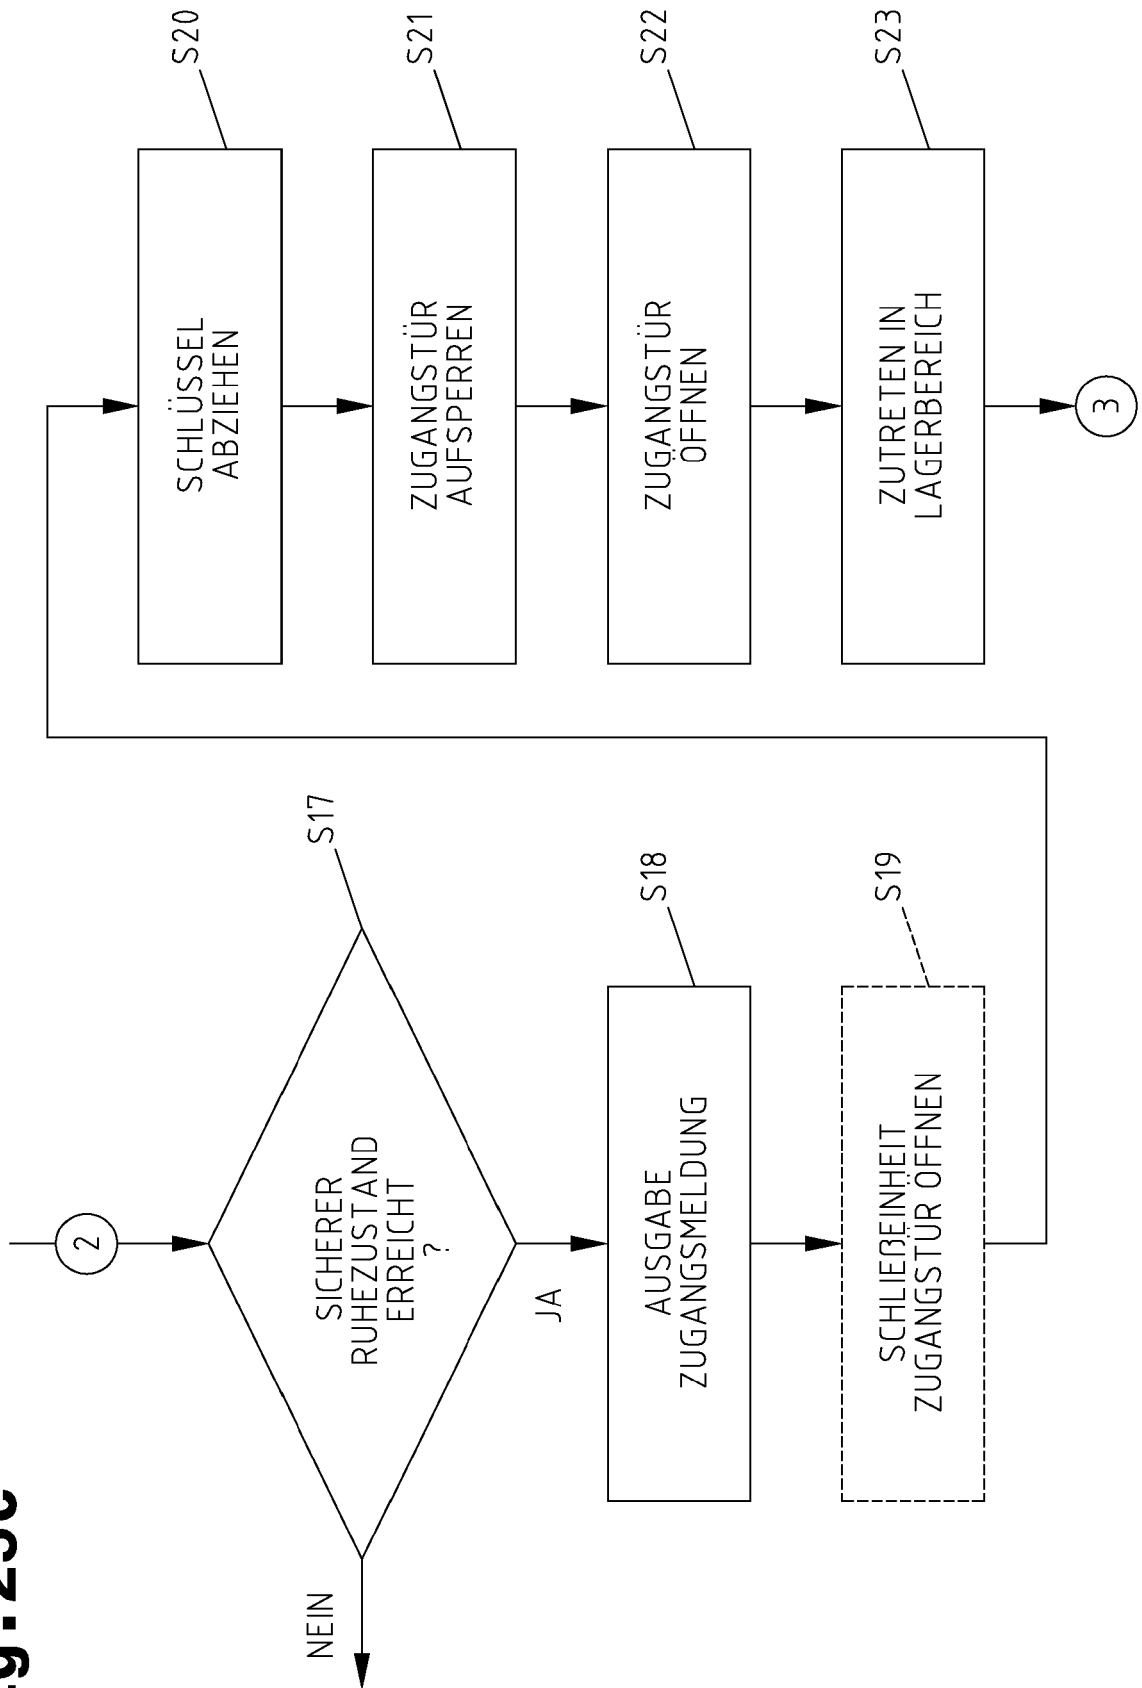 2
SICHERER
RUHEZUSTAND
ERREICHT
?
S17
NEIN
JA
AUSGABE
ZUGANGSMELDUNG
S18
SCHLIEẞEINHEIT
ZUGANGSTÜR ÖFFNEN
S19
SCHLÜSSEL
ABZIEHEN
S20
ZUGANGSTÜR
AUFSPERREN
S21
ZUGANGSTÜR
ÖFFNEN
S22
ZUTRETEN IN
LAGERBEREICH
S23
3